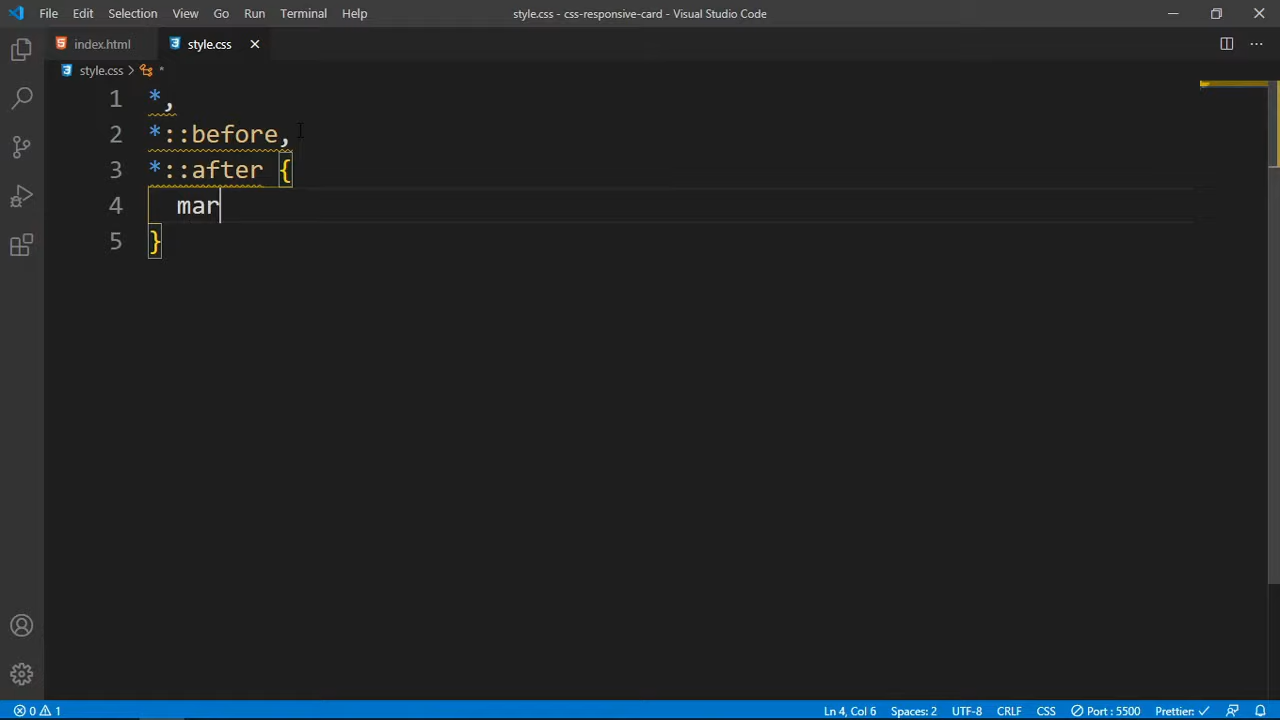 File Edit Selection View Go Run Terminal Help style.css - css-responsive-card - Visual Studio Code
index.html style.css
style.css > *
1 *,
2 *::before,
3 *::after {
4 mar
5 }
0 1 Ln 4, Col 6 Spaces: 2 UTF-8 CRLF CSS Port : 5500 Prettier: ✓